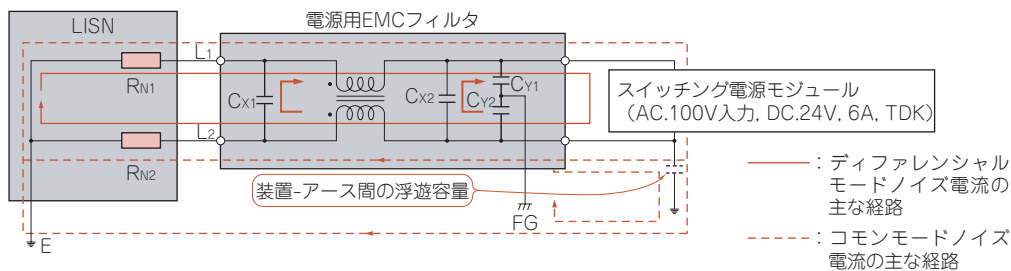 LISN
電源用EMCフィルタ
L1
RN1
CX1
CX2
CY1
CY2
スイッチング電源モジュール
(AC.100V入力, DC.24V, 6A, TDK)
L2
RN2
装置-アース間の浮遊容量
FG
E
:ディファレンシャル
モードノイズ電流の
主な経路
:コモンモードノイズ
電流の主な経路